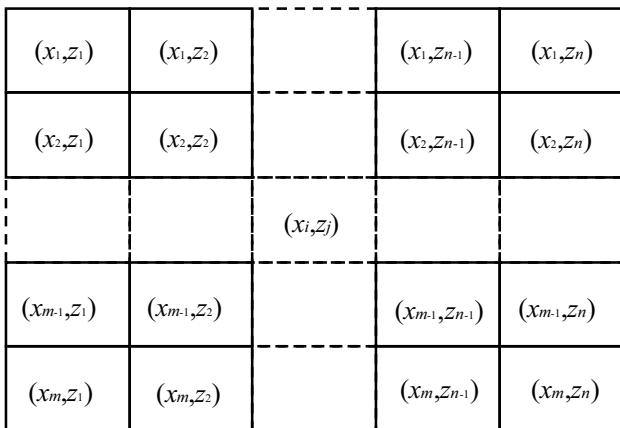 (x₁,z₁) (x₁,z₂) (x₁,zₙ₋₁) (x₁,zₙ)
(x₂,z₁) (x₂,z₂) (x₂,zₙ₋₁) (x₂,zₙ)
(xᵢ,zⱼ)
(xₘ₋₁,z₁) (xₘ₋₁,z₂) (xₘ₋₁,zₙ₋₁) (xₘ₋₁,zₙ)
(xₘ,z₁) (xₘ,z₂) (xₘ,zₙ₋₁) (xₘ,zₙ)